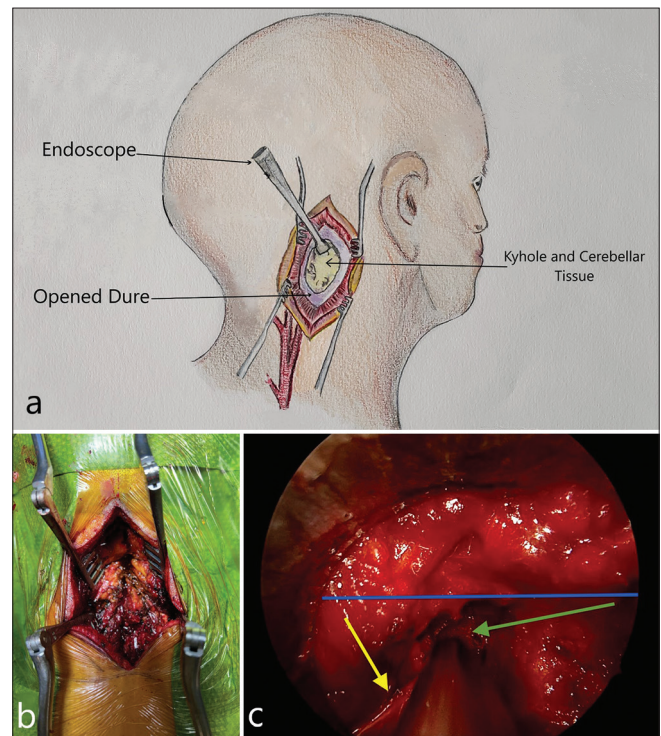 Endoscope
Kyhole and Cerebellar
Tissue
Opened Dure
a
b
c